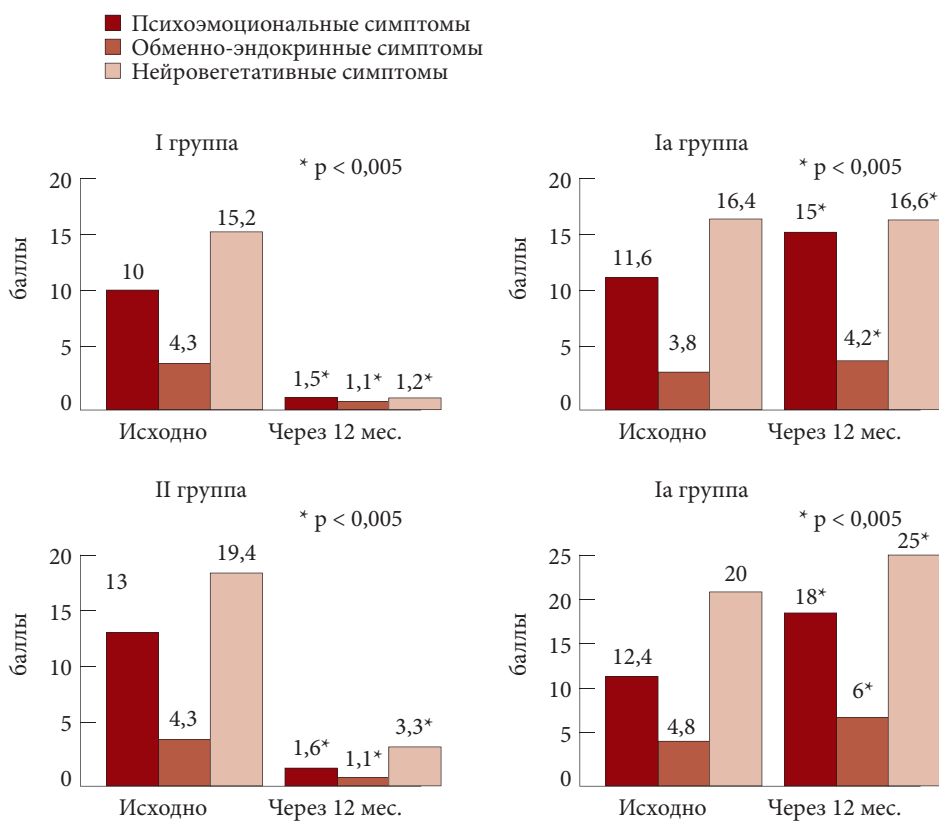 Психоэмоциональные симптомы
Обменно-эндокринные симптомы
Нейровегетативные симптомы
I группа
* p < 0,005
баллы
20
15
10
5
0
10
4,3
15,2
1,5*
1,1*
1,2*
Исходно
Через 12 мес.
Ia группа
* p < 0,005
баллы
20
15
10
5
0
11,6
3,8
16,4
15*
4,2*
16,6*
Исходно
Через 12 мес.
II группа
* p < 0,005
баллы
20
15
10
5
0
13
4,3
19,4
1,6*
1,1*
3,3*
Исходно
Через 12 мес.
Ia группа
* p < 0,005
баллы
25
20
15
10
5
0
12,4
4,8
20
18*
6*
25*
Исходно
Через 12 мес.